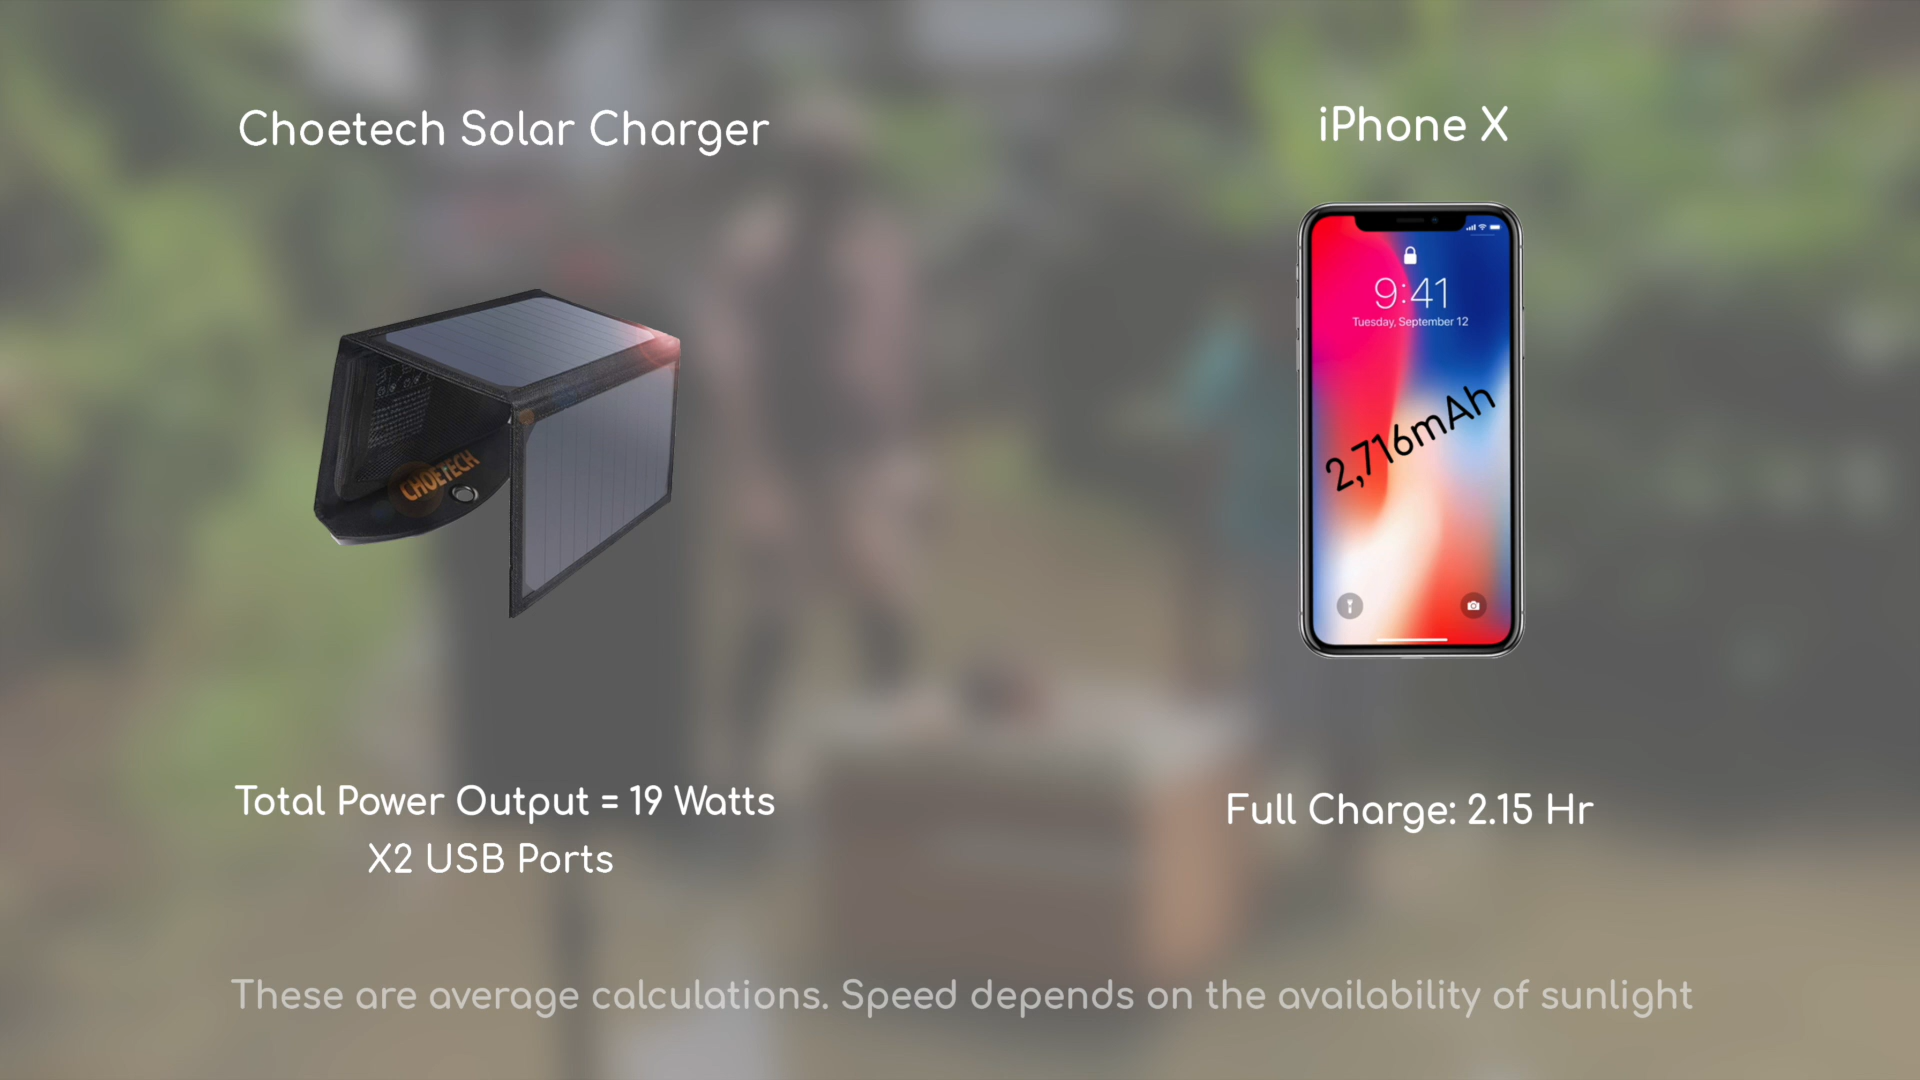 Choetech Solar Charger
iPhone X
CHOETECH
9:41
Tuesday, September 12
2,716mAh
Total Power Output = 19 Watts
X2 USB Ports
Full Charge: 2.15 Hr
These are average calculations. Speed depends on the availability of sunlight